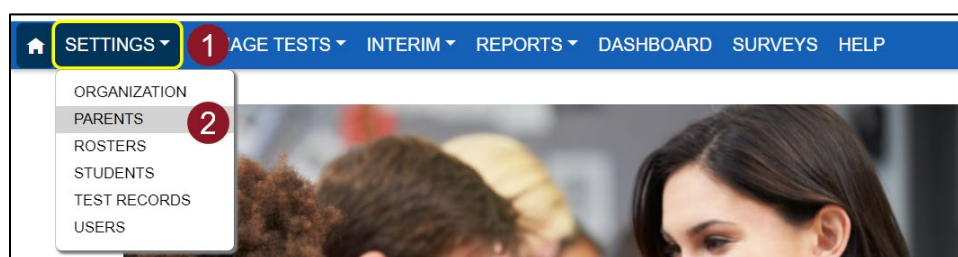 SETTINGS 1 AGE TESTS INTERIM REPORTS DASHBOARD SURVEYS HELP
ORGANIZATION
PARENTS 2
ROSTERS
STUDENTS
TEST RECORDS
USERS